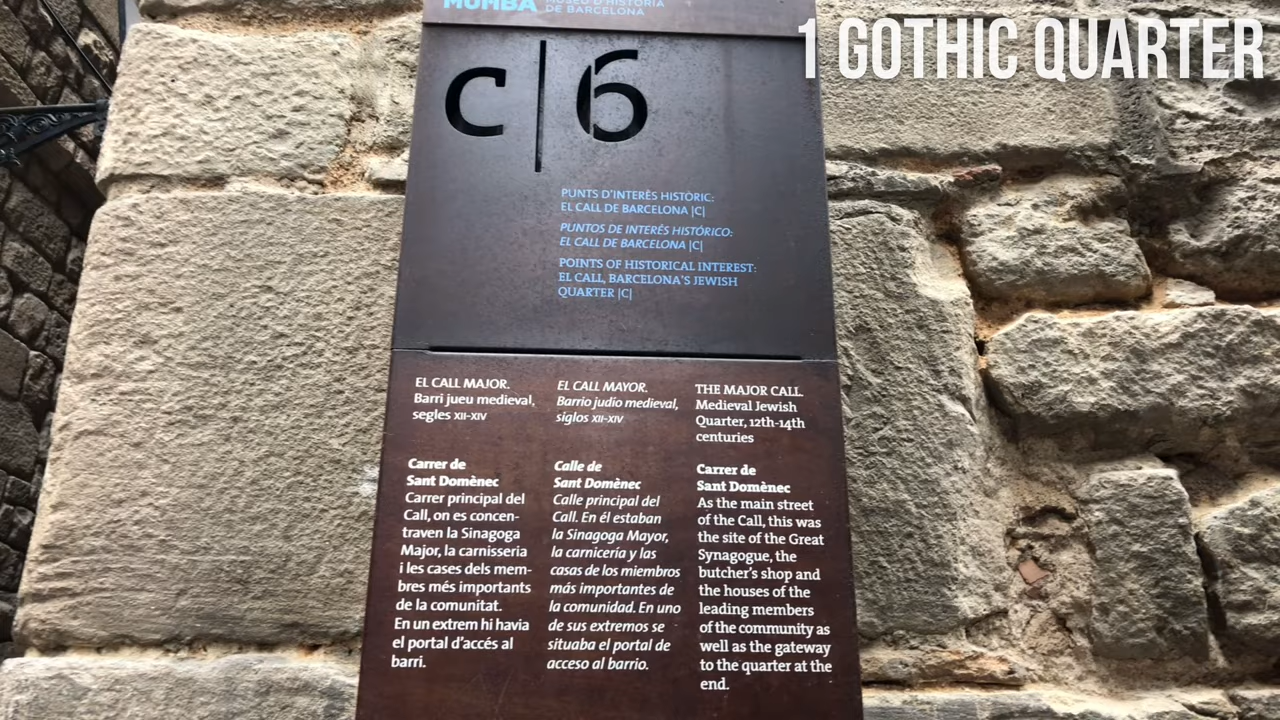 MUHBA MUSEU D'HISTÒRIA
DE BARCELONA
1 GOTHIC QUARTER
c|6
PUNTS D'INTERÈS HISTÒRIC:
EL CALL DE BARCELONA |C|
PUNTOS DE INTERÉS HISTÓRICO:
EL CALL DE BARCELONA |C|
POINTS OF HISTORICAL INTEREST:
EL CALL, BARCELONA'S JEWISH
QUARTER |C|
EL CALL MAJOR.
Barri jueu medieval,
segles XII-XIV
Carrer de
Sant Domènec
Carrer principal del
Call, on es concen-
traven la Sinagoga
Major, la carnisseria
i les cases dels mem-
bres més importants
de la comunitat.
En un extrem hi havia
el portal d'accés al
barri.
EL CALL MAYOR.
Barrio judío medieval,
siglos XII-XIV
Calle de
Sant Domènec
Calle principal del
Call. En él estaban
la Sinagoga Mayor,
la carnicería y las
casas de los miembros
más importantes de
la comunidad. En uno
de sus extremos se
situaba el portal de
acceso al barrio.
THE MAJOR CALL.
Medieval Jewish
Quarter, 12th-14th
centuries
Carrer de
Sant Domènec
As the main street
of the Call, this was
the site of the Great
Synagogue, the
butcher's shop and
the houses of the
leading members
of the community as
well as the gateway
to the quarter at the
end.